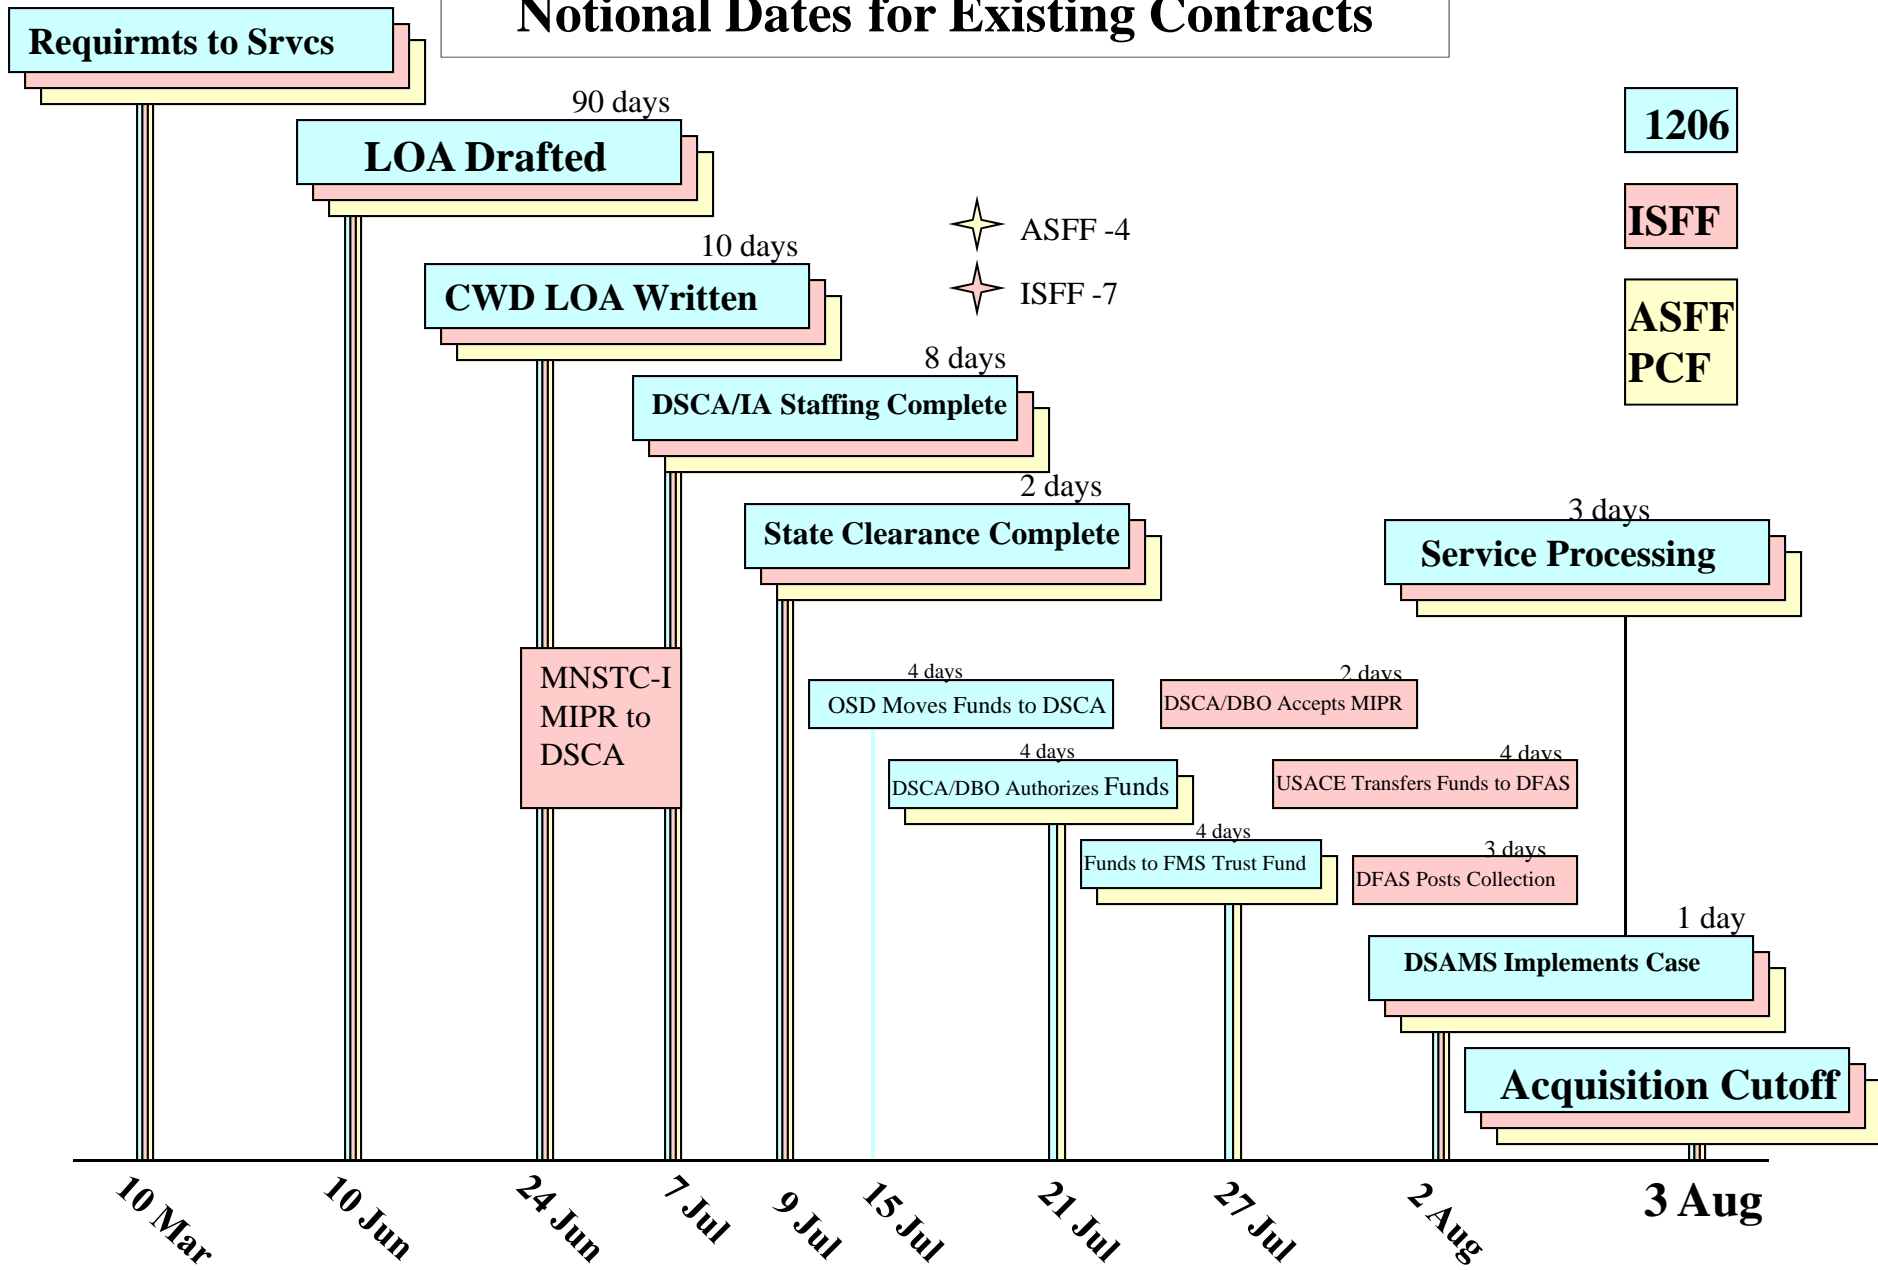 Notional Dates for Existing Contracts
Requirmts to Srvcs
90 days
LOA Drafted
1206
ISFF
ASFF
PCF
ASFF -4
ISFF -7
10 days
CWD LOA Written
8 days
DSCA/IA Staffing Complete
2 days
State Clearance Complete
3 days
Service Processing
MNSTC-I
MIPR to
DSCA
4 days
OSD Moves Funds to DSCA
2 days
DSCA/DBO Accepts MIPR
4 days
DSCA/DBO Authorizes Funds
4 days
USACE Transfers Funds to DFAS
4 days
Funds to FMS Trust Fund
3 days
DFAS Posts Collection
1 day
DSAMS Implements Case
Acquisition Cutoff
10 Mar
10 Jun
24 Jun
7 Jul
9 Jul
15 Jul
21 Jul
27 Jul
2 Aug
3 Aug